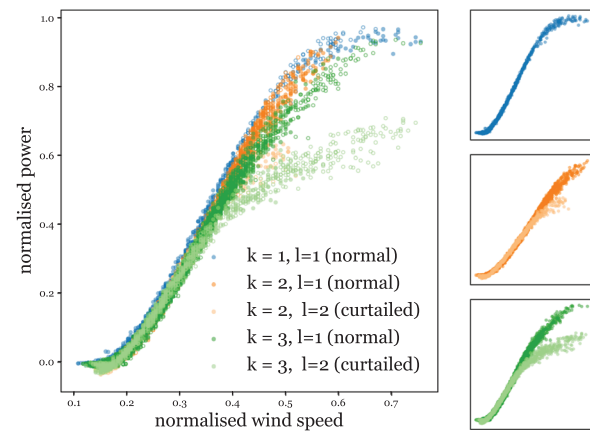 1.0
0.8
0.6
0.4
0.2
0.0
normalised power
k = 1, l=1 (normal)
k = 2, l=1 (normal)
k = 2, l=2 (curtailed)
k = 3, l=1 (normal)
k = 3, l=2 (curtailed)
0.1 0.2 0.3 0.4 0.5 0.6 0.7
normalised wind speed